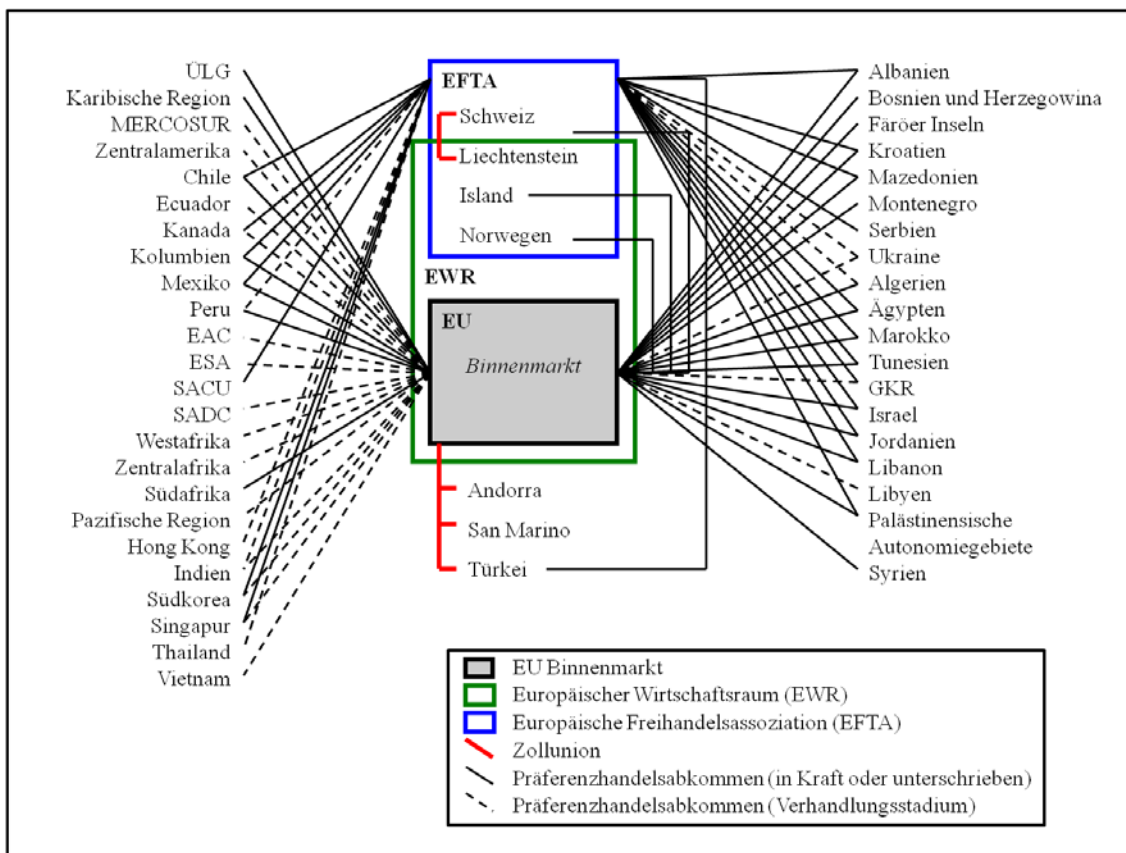 ÜLG
Karibische Region
MERCOSUR
Zentralamerika
Chile
Ecuador
Kanada
Kolumbien
Mexiko
Peru
EAC
ESA
SACU
SADC
Westafrika
Zentralafrika
Südafrika
Pazifische Region
Hong Kong
Indien
Südkorea
Singapur
Thailand
Vietnam
EFTA
Schweiz
Liechtenstein
Island
Norwegen
EWR
EU
Binnenmarkt
Andorra
San Marino
Türkei
Albanien
Bosnien und Herzegowina
Färöer Inseln
Kroatien
Mazedonien
Montenegro
Serbien
Ukraine
Algerien
Ägypten
Marokko
Tunesien
GKR
Israel
Jordanien
Libanon
Libyen
Palästinensische
Autonomiegebiete
Syrien
EU Binnenmarkt
Europäischer Wirtschaftsraum (EWR)
Europäische Freihandelsassoziation (EFTA)
Zollunion
Präferenzhandelsabkommen (in Kraft oder unterschrieben)
Präferenzhandelsabkommen (Verhandlungsstadium)